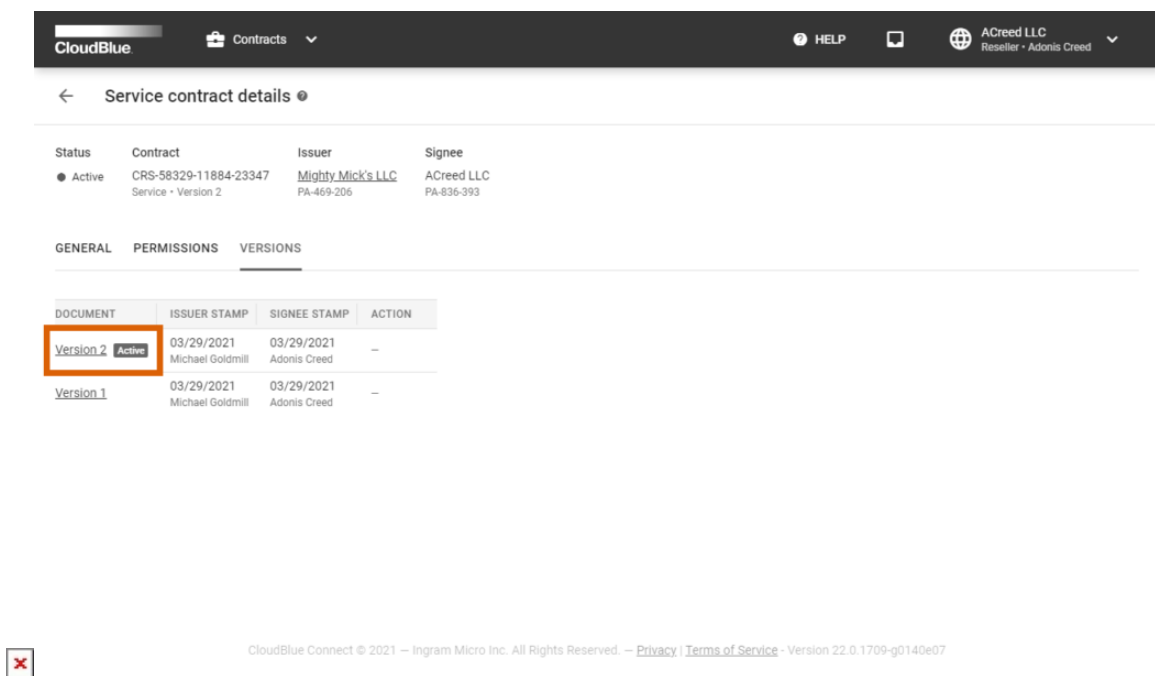 CloudBlue.
Contracts
HELP
ACreed LLC
Reseller • Adonis Creed
Service contract details
Status
Contract
Issuer
Signee
Active
CRS-58329-11884-23347
Mighty Mick's LLC
ACreed LLC
Service • Version 2
PA-469-206
PA-836-393
GENERAL PERMISSIONS VERSIONS
DOCUMENT ISSUER STAMP SIGNEE STAMP ACTION
Version 2 Active 03/29/2021 03/29/2021 –
Michael Goldmill Adonis Creed
Version 1 03/29/2021 03/29/2021 –
Michael Goldmill Adonis Creed
CloudBlue Connect © 2021 — Ingram Micro Inc. All Rights Reserved. — Privacy | Terms of Service - Version 22.0.1709-g0140e07